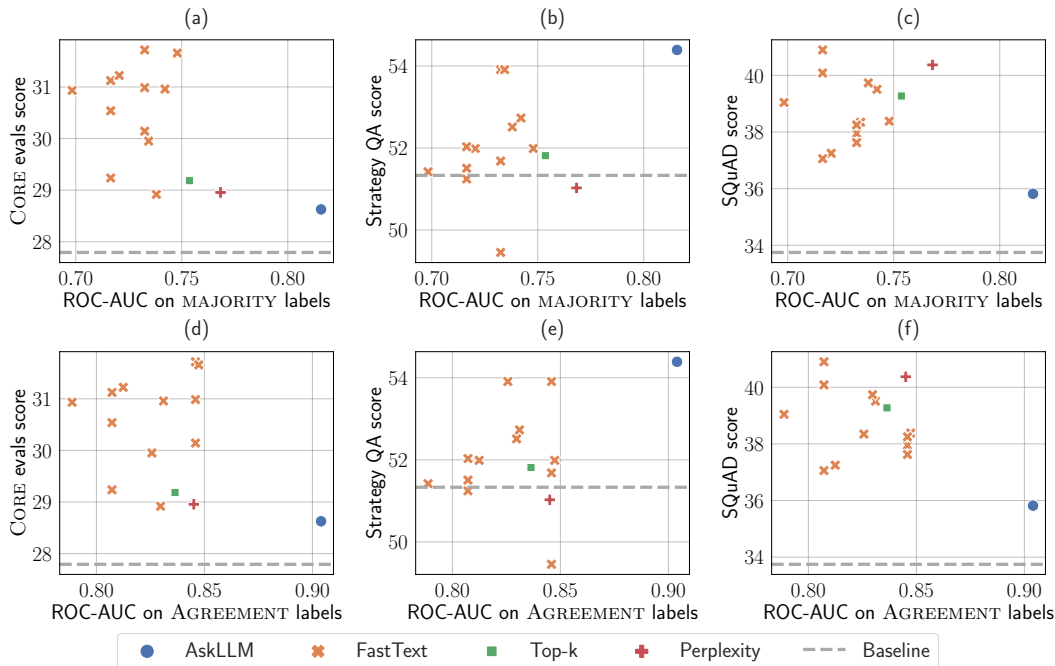 (a)
(b)
(c)
CORE evals score
31
30
29
28
0.70
0.75
0.80
ROC-AUC on MAJORITY labels
Strategy QA score
54
52
50
0.70
0.75
0.80
ROC-AUC on MAJORITY labels
SQuAD score
40
38
36
34
0.70
0.75
0.80
ROC-AUC on MAJORITY labels
(d)
(e)
(f)
CORE evals score
31
30
29
28
0.80
0.85
0.90
ROC-AUC on AGREEMENT labels
Strategy QA score
54
52
50
0.80
0.85
0.90
ROC-AUC on AGREEMENT labels
SQuAD score
40
38
36
34
0.80
0.85
0.90
ROC-AUC on AGREEMENT labels
AskLLM FastText Top-k Perplexity Baseline